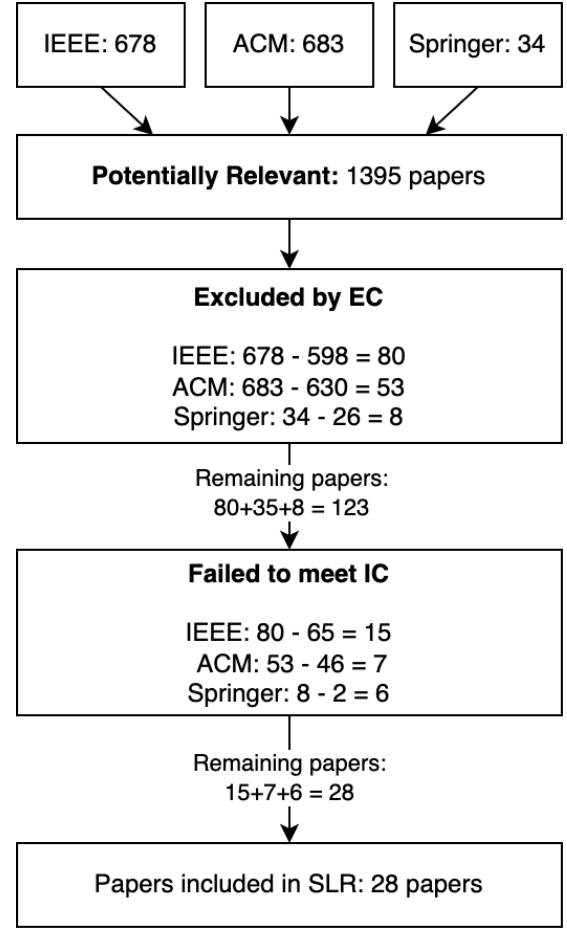 IEEE: 678
ACM: 683
Springer: 34
Potentially Relevant: 1395 papers
Excluded by EC
IEEE: 678 - 598 = 80
ACM: 683 - 630 = 53
Springer: 34 - 26 = 8
Remaining papers:
80+35+8 = 123
Failed to meet IC
IEEE: 80 - 65 = 15
ACM: 53 - 46 = 7
Springer: 8 - 2 = 6
Remaining papers:
15+7+6 = 28
Papers included in SLR: 28 papers